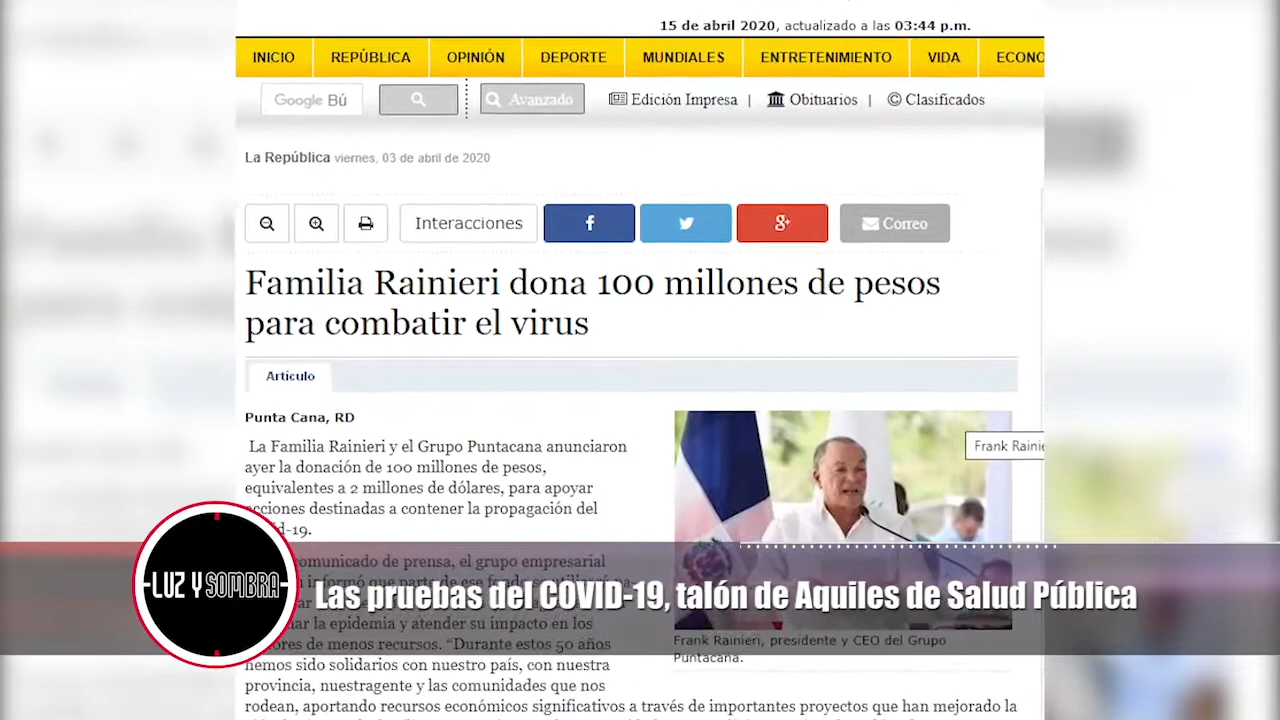 15 de abril 2020, actualizado a las 03:44 p.m.
INICIO REPÚBLICA OPINIÓN DEPORTE MUNDIALES ENTRETENIMIENTO VIDA ECONO
Google Bú Avanzado Edición Impresa | Obituarios | Clasificados
La República viernes, 03 de abril de 2020
Interacciones f g+ Correo
Familia Rainieri dona 100 millones de pesos
para combatir el virus
Artículo
Punta Cana, RD
La Familia Rainieri y el Grupo Puntacana anunciaron
ayer la donación de 100 millones de pesos,
equivalentes a 2 millones de dólares, para apoyar
acciones destinadas a contener la propagación del
d-19.
comunicado de prensa, el grupo empresarial
informó que parte de ese fondo se utilizará
ar la epidemia y atender su impacto en los
ores de menos recursos. “Durante estos 50 años
hemos sido solidarios con nuestro país, con nuestra
provincia, nuestragente y las comunidades que nos
rodean, aportando recursos económicos significativos a través de importantes proyectos que han mejorado la
Frank Rainie
Frank Rainieri, presidente y CEO del Grupo
Puntacana.
LUZ Y SOMBRA
Las pruebas del COVID-19, talón de Aquiles de Salud Pública